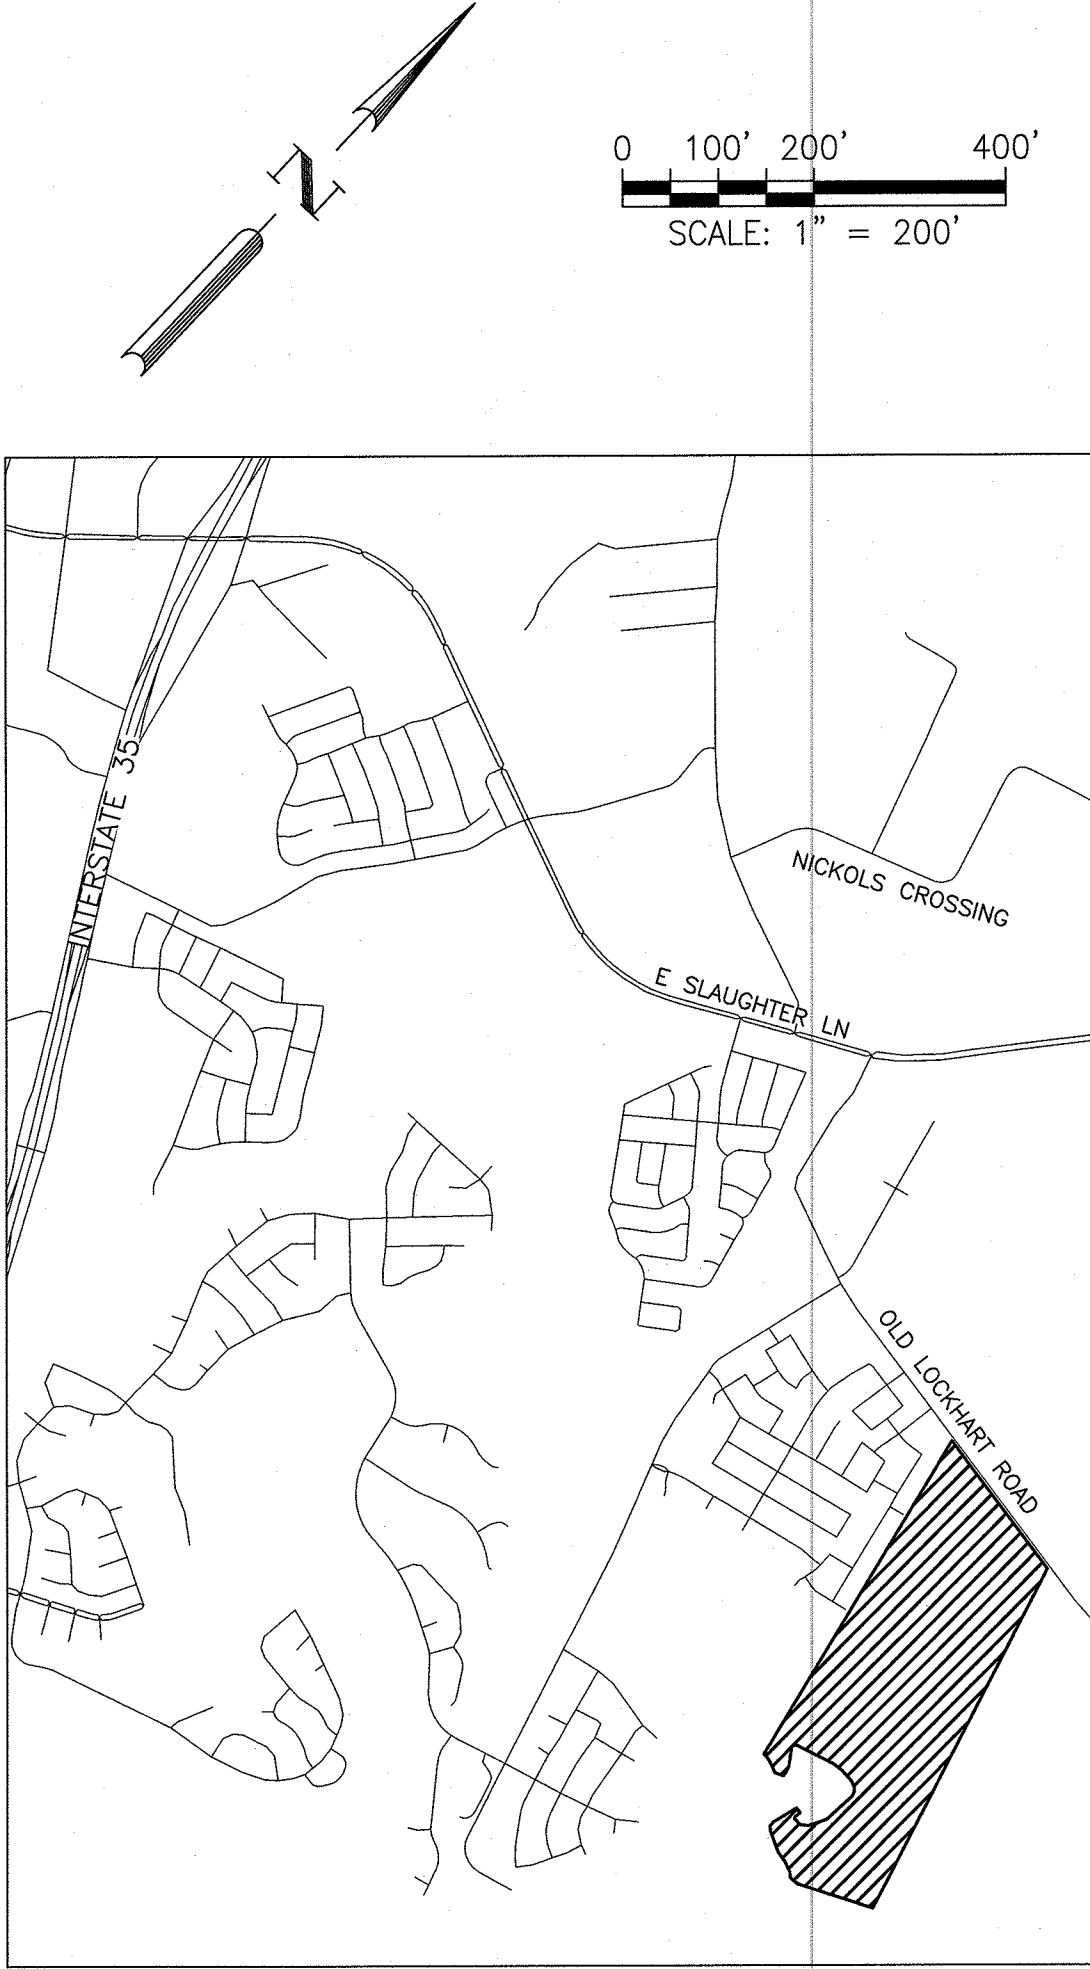 N
0 100' 200' 400'
SCALE: 1" = 200'
INTERSTATE 35
NICKOLS CROSSING
E SLAUGHTER LN
OLD LOCKHART ROAD